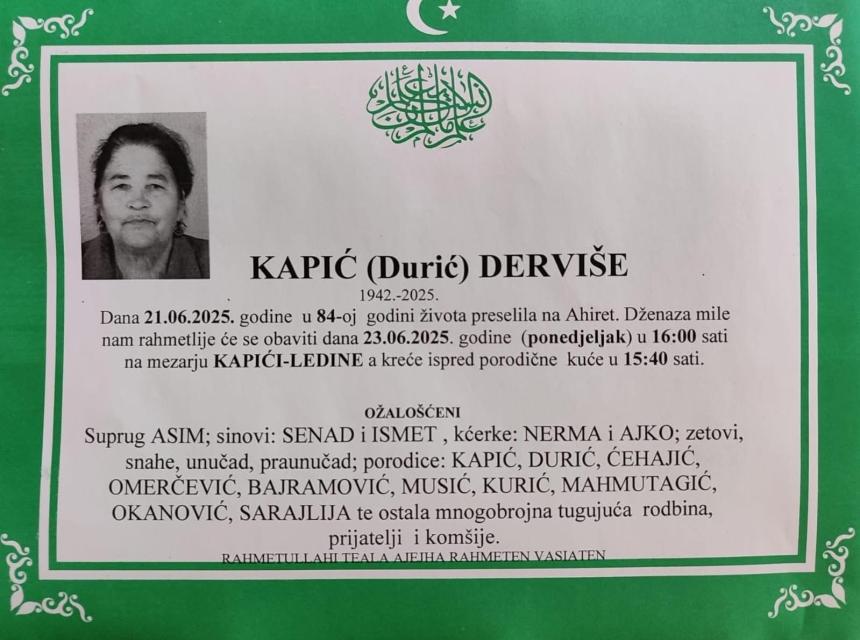 KAPIĆ (Durić) DERVIŠE
1942.-2025.
Dana 21.06.2025. godine u 84-oj godini života preselila na Ahiret. Dženaza mile
nam rahmetlije će se obaviti dana 23.06.2025. godine (ponedjeljak) u 16:00 sati
na mezarju KAPIĆI-LEDINE a kreće ispred porodične kuće u 15:40 sati.
OŽALOŠĆENI
Suprug ASIM; sinovi: SENAD i ISMET , kćerke: NERMA i AJKO; zetovi,
snahe, unučad, praunučad; porodice: KAPIĆ, DURIĆ, ĆEHAJIĆ,
OMERČEVIĆ, BAJRAMOVIĆ, MUSIĆ, KURIĆ, MAHMUTAGIĆ,
OKANOVIĆ, SARAJLIJA te ostala mnogobrojna tugujuća rodbina,
prijatelji i komšije.
RAHMETULLAHI TEALA AJEJHA RAHMETEN VASIATEN